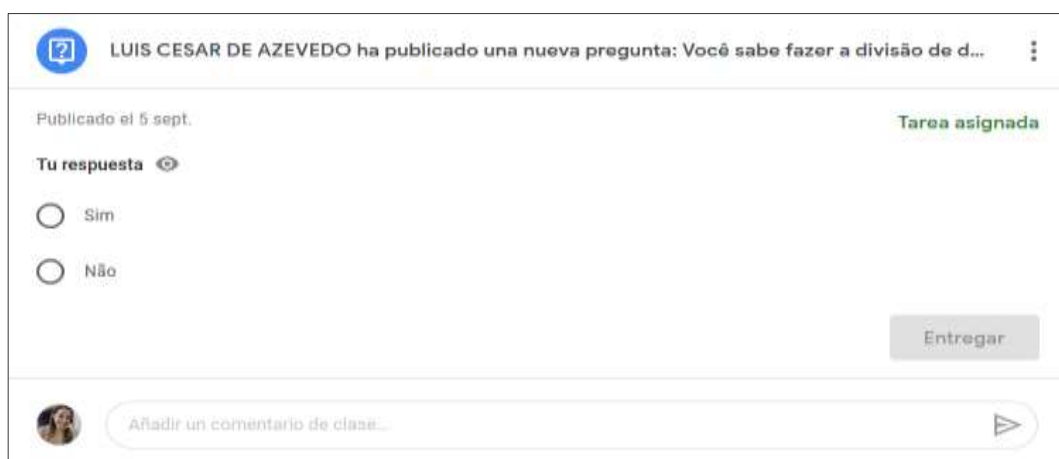 LUIS CESAR DE AZEVEDO ha publicado una nueva pregunta: Você sabe fazer a divisão de d...
Publicado el 5 sept.
Tarea asignada
Tu respuesta
Sim
Não
Entregar
Añadir un comentario de clase...